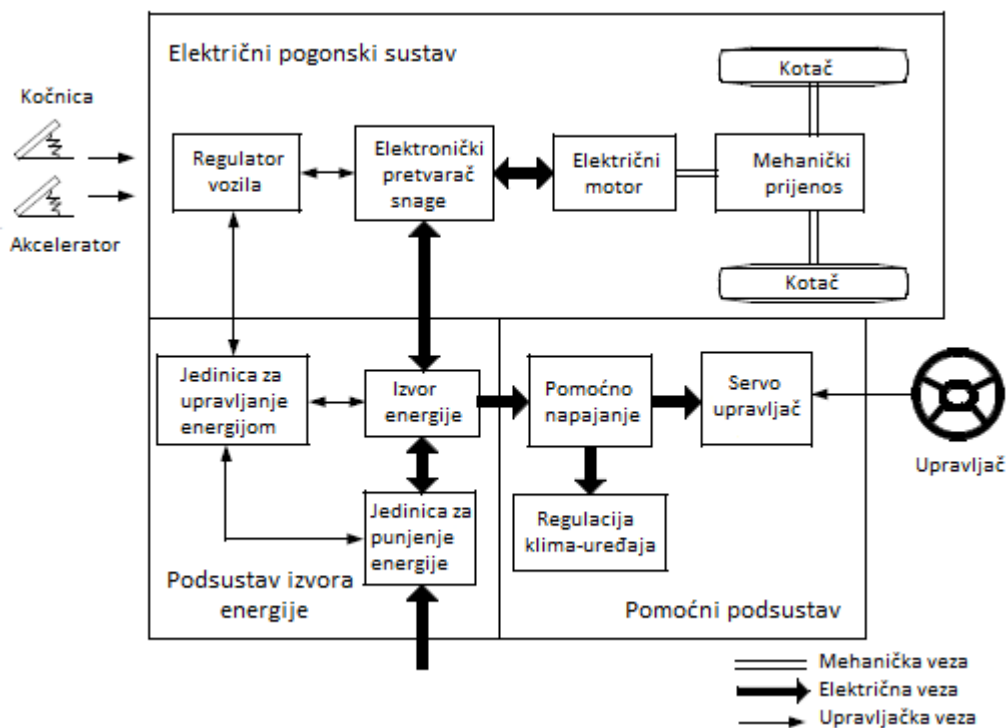 Električni pogonski sustav
Kočnica
Akcelerator
Regulator
vozila
Elektronički
pretvarač
snage
Električni
motor
Mehanički
prijenos
Kotač
Kotač
Jedinica za
upravljanje
energijom
Izvor
energije
Pomoćno
napajanje
Servo
upravljač
Upravljač
Jedinica za
punjenje
energije
Regulacija
klima-uređaja
Podsustav izvora
energije
Pomoćni podsustav
Mehanička veza
Električna veza
Upravljačka veza